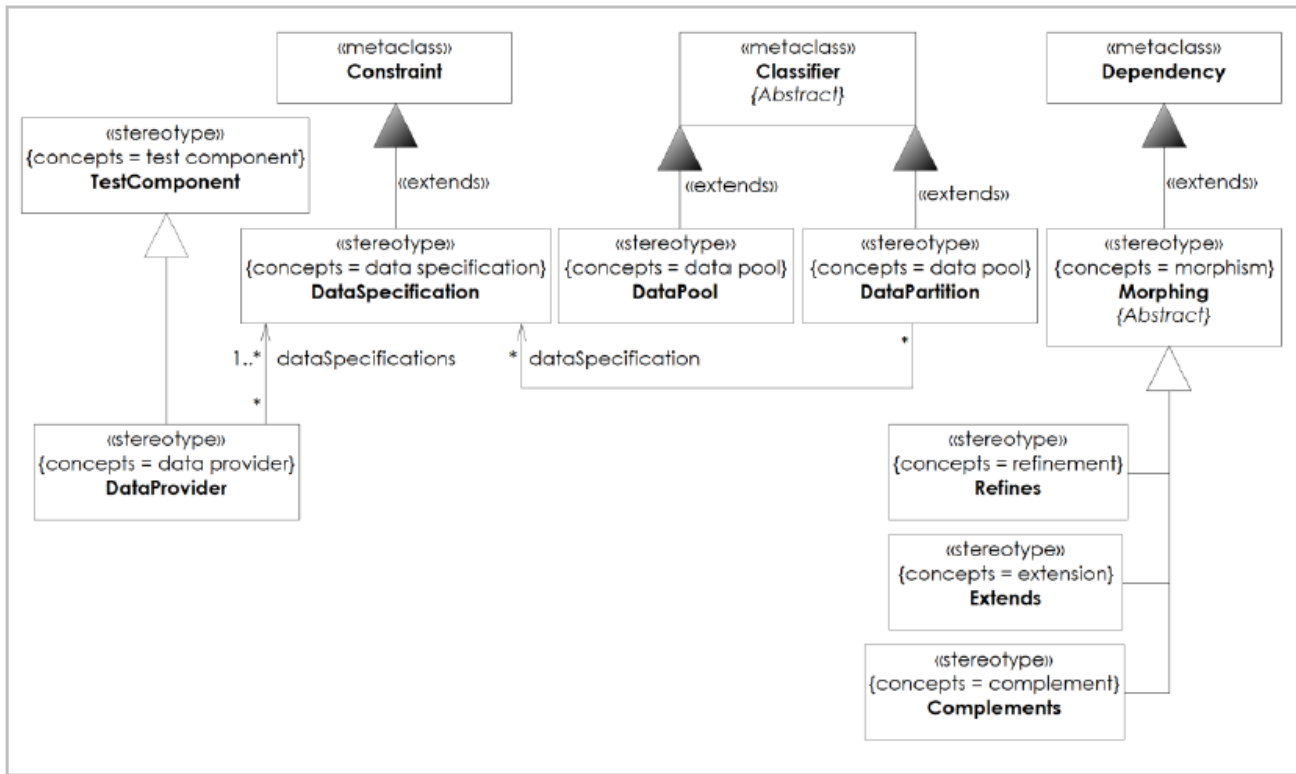 «metaclass»
Constraint
«metaclass»
Classifier
{Abstract}
«metaclass»
Dependency
«stereotype»
{concepts = test component}
TestComponent
«extends»
«extends»
«extends»
«extends»
«stereotype»
{concepts = data specification}
DataSpecification
«stereotype»
{concepts = data pool}
DataPool
«stereotype»
{concepts = data pool}
DataPartition
«stereotype»
{concepts = morphism}
Morphing
{Abstract}
1..* dataSpecifications
* dataSpecification
*
*
«stereotype»
{concepts = data provider}
DataProvider
«stereotype»
{concepts = refinement}
Refines
«stereotype»
{concepts = extension}
Extends
«stereotype»
{concepts = complement}
Complements